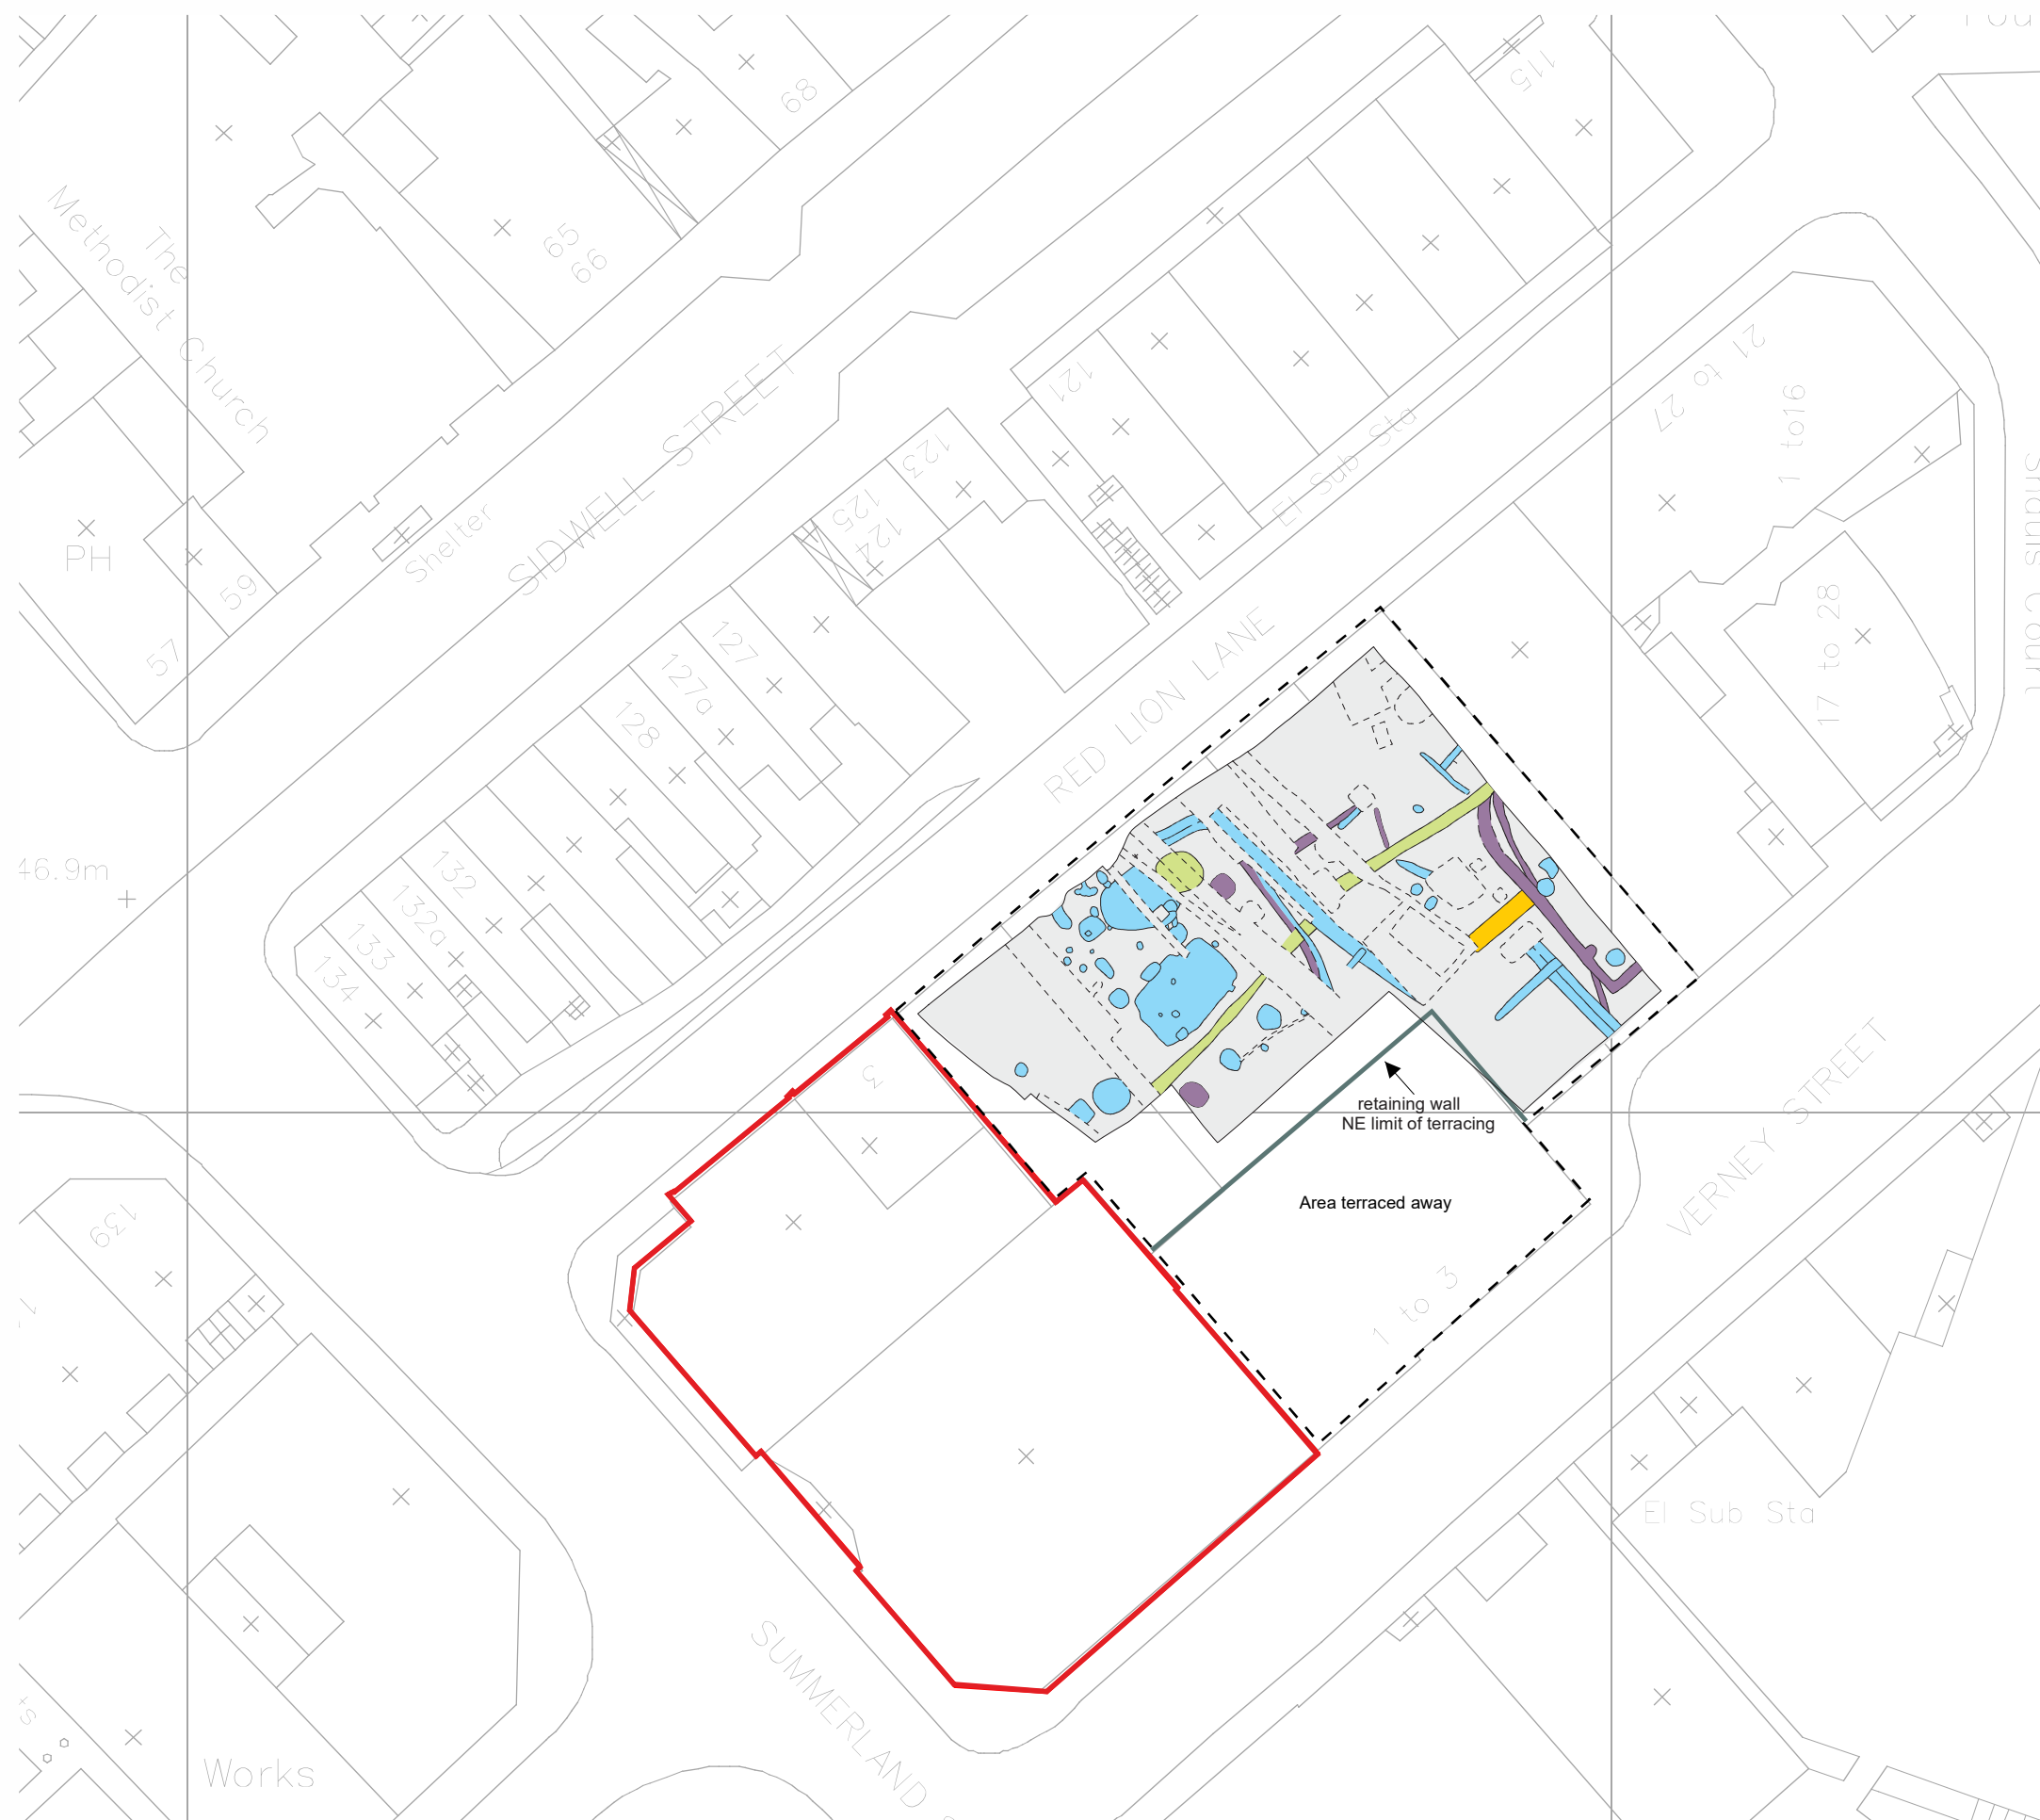 68
115
The
Methodist Church
65
66
121
El Sub Sta
21 to 27
1 to16
123
125
124
SIDWELL STREET
Shelter
PH
59
57
17 to 28
127
127a
128
RED LION LANE
132
132a
133
134
46.9m
3
retaining wall
NE limit of terracing
Area terraced away
VERNEY STREET
139
1 to 3
El Sub Sta
SUMMERLAND
Works